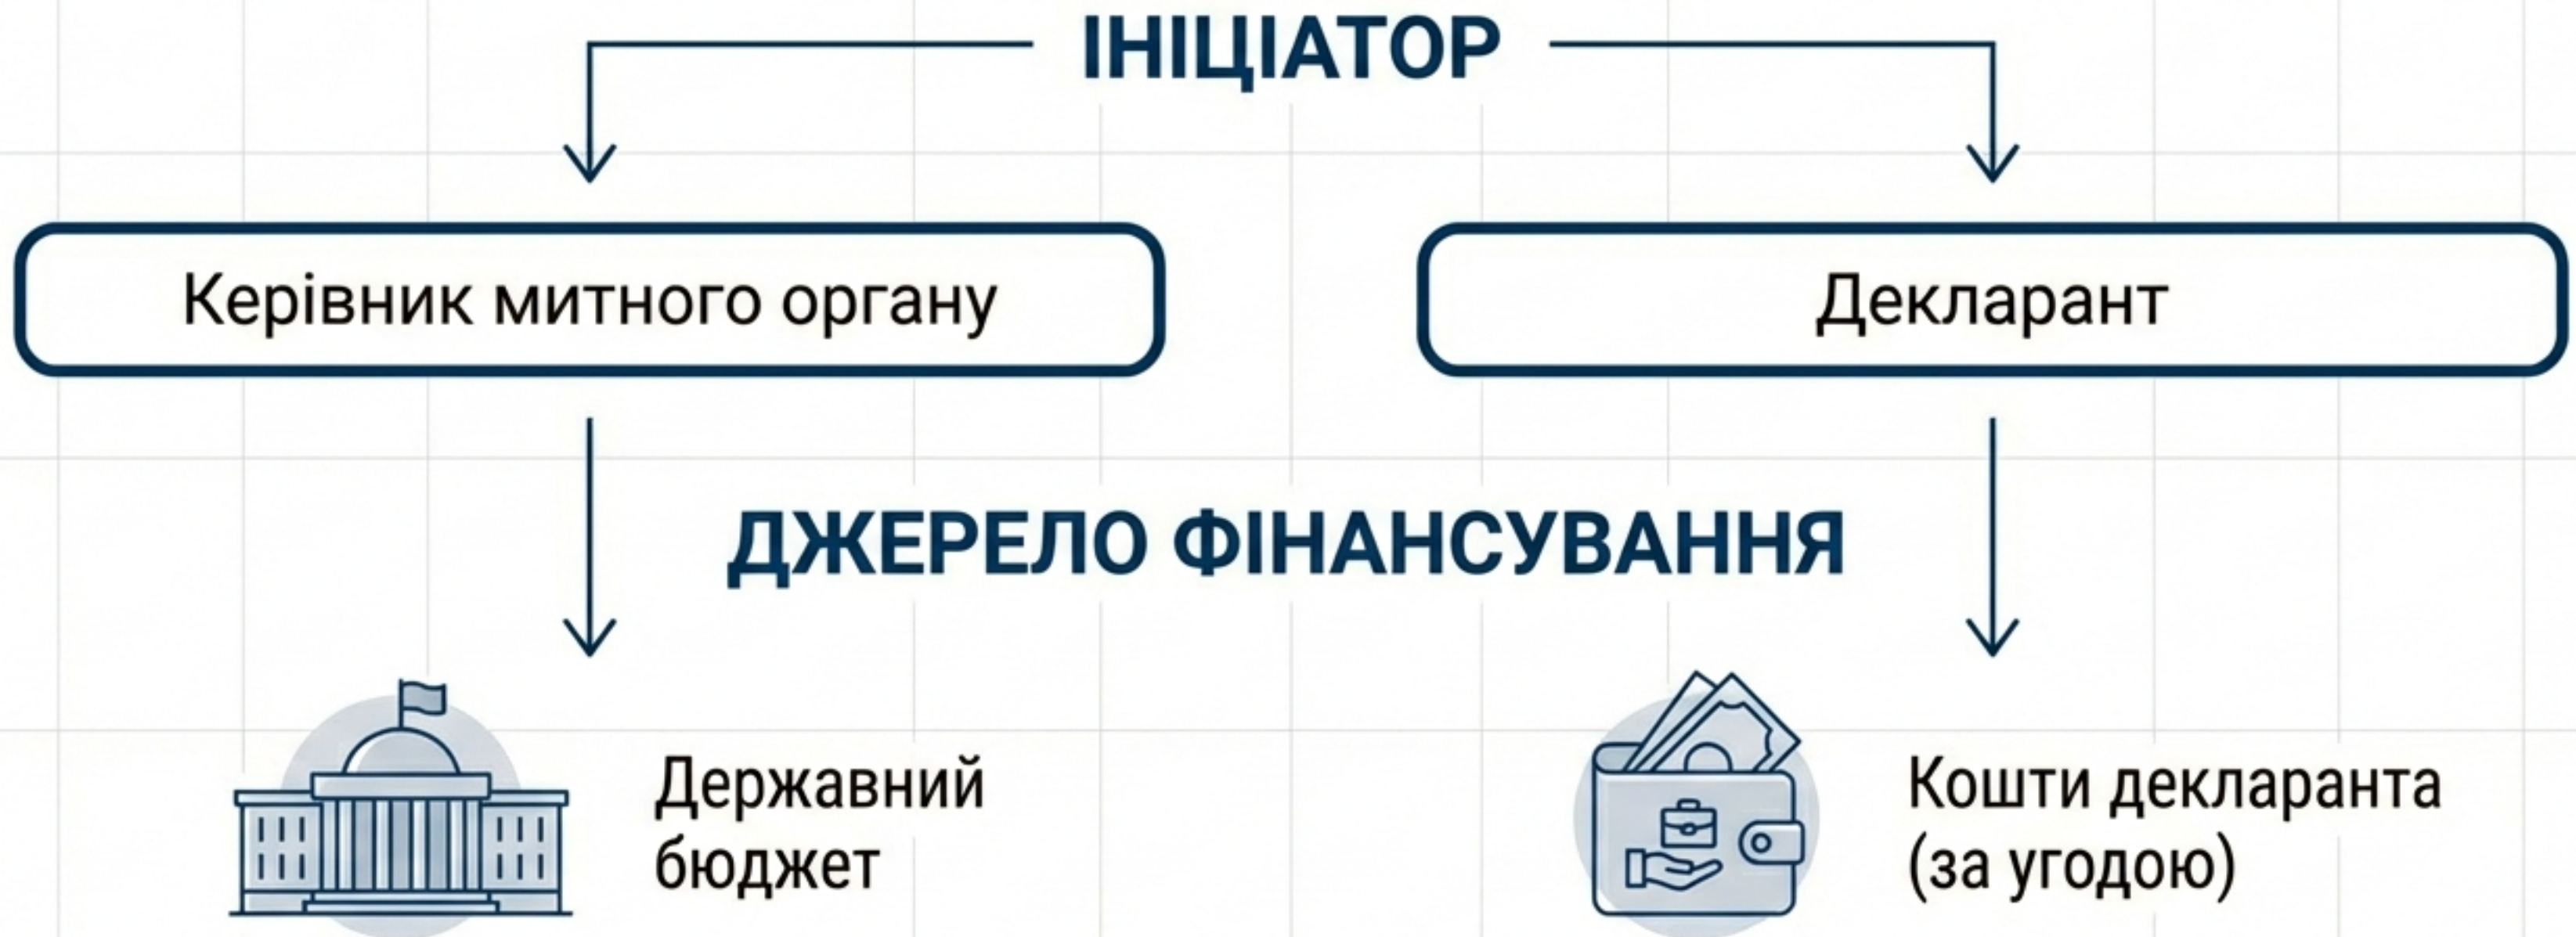 ІНІЦІАТОР
Керівник митного органу
Декларант
ДЖЕРЕЛО ФІНАНСУВАННЯ
Державний
бюджет
Кошти декларанта
(за угодою)